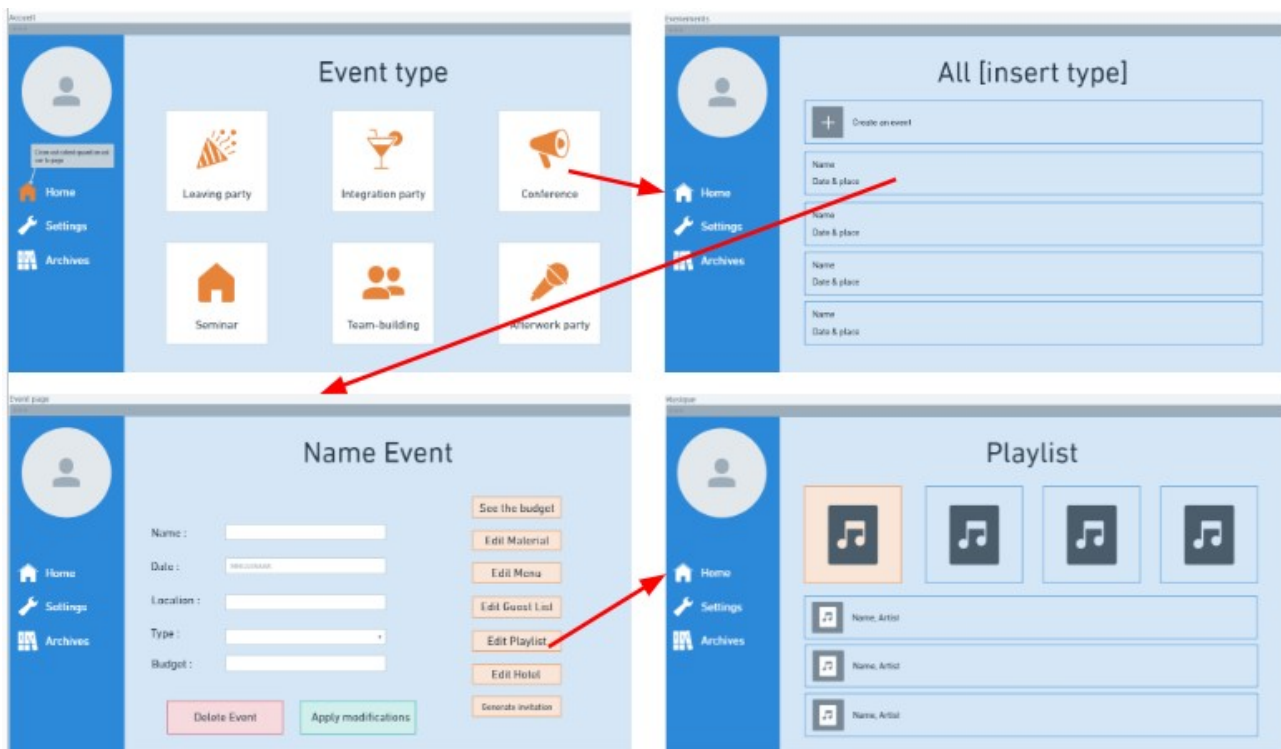 Accueil
Event type
Home
Settings
Archives
Leaving party
Integration party
Conference
Seminar
Team-building
Afterwork party
Evenements
All [insert type]
Create an event
Name
Date & place
Name
Date & place
Name
Date & place
Name
Date & place
Home
Settings
Archives
Event page
Name Event
Home
Settings
Archives
Name :
Date :
Location :
Type :
Budget :
Delete Event
Apply modifications
See the budget
Edit Material
Edit Menu
Edit Guest List
Edit Playlist
Edit Hotel
Generate invitation
Musique
Playlist
Home
Settings
Archives
Name, Artist
Name, Artist
Name, Artist